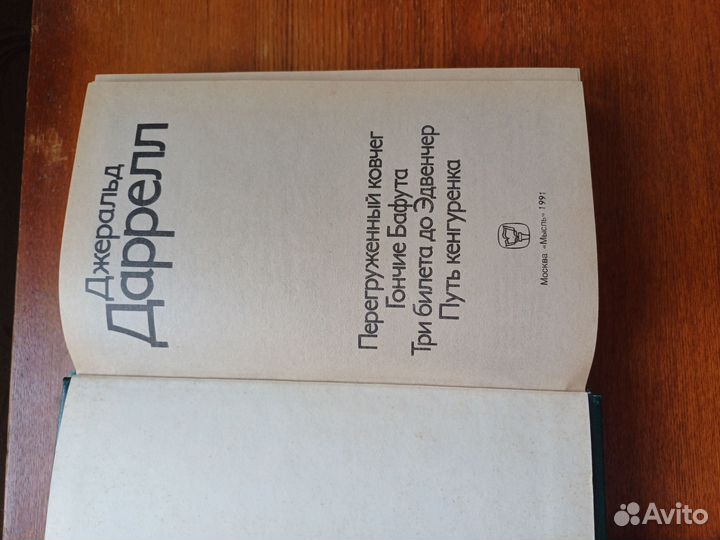 Джеральд
Даррелл
Перегруженный ковчег
Гончие Бафута
Три билета до Эдвенчер
Путь кенгуренка
Москва «Мысль» 1991
Avito